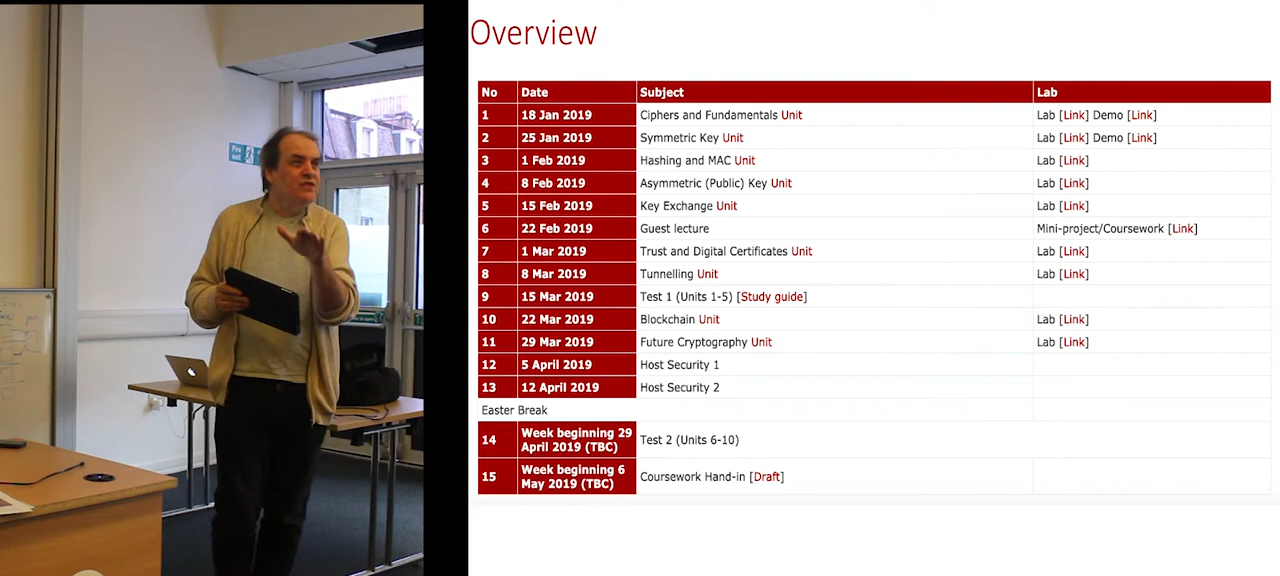 Overview
No Date Subject Lab
1 18 Jan 2019 Ciphers and Fundamentals Unit Lab [Link] Demo [Link]
2 25 Jan 2019 Symmetric Key Unit Lab [Link] Demo [Link]
3 1 Feb 2019 Hashing and MAC Unit Lab [Link]
4 8 Feb 2019 Asymmetric (Public) Key Unit Lab [Link]
5 15 Feb 2019 Key Exchange Unit Lab [Link]
6 22 Feb 2019 Guest lecture Mini-project/Coursework [Link]
7 1 Mar 2019 Trust and Digital Certificates Unit Lab [Link]
8 8 Mar 2019 Tunnelling Unit Lab [Link]
9 15 Mar 2019 Test 1 (Units 1-5) [Study guide]
10 22 Mar 2019 Blockchain Unit Lab [Link]
11 29 Mar 2019 Future Cryptography Unit Lab [Link]
12 5 April 2019 Host Security 1
13 12 April 2019 Host Security 2
Easter Break
14 Week beginning 29 April 2019 (TBC) Test 2 (Units 6-10)
15 Week beginning 6 May 2019 (TBC) Coursework Hand-in [Draft]
Fire
exit